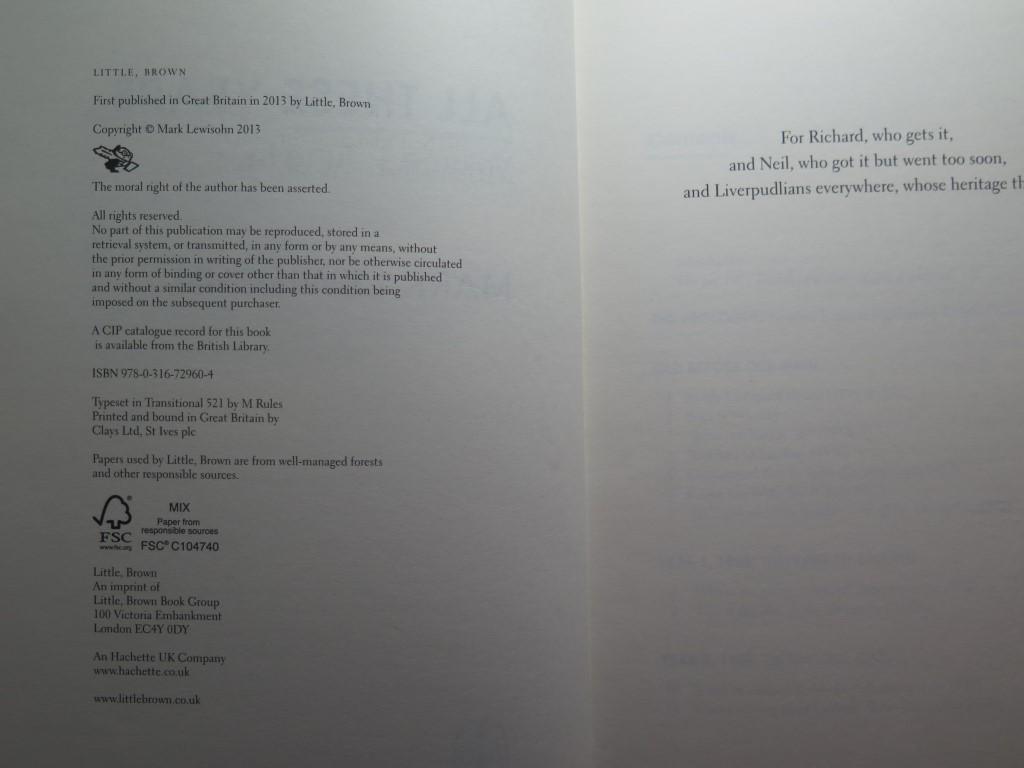 LITTLE, BROWN
First published in Great Britain in 2013 by Little, Brown
Copyright © Mark Lewisohn 2013
The moral right of the author has been asserted.
All rights reserved.
No part of this publication may be reproduced, stored in a
retrieval system, or transmitted, in any form or by any means, without
the prior permission in writing of the publisher, nor be otherwise circulated
in any form of binding or cover other than that in which it is published
and without a similar condition including this condition being
imposed on the subsequent purchaser.
A CIP catalogue record for this book
is available from the British Library.
ISBN 978-0-316-72960-4
Typeset in Transitional 521 by M Rules
Printed and bound in Great Britain by
Clays Ltd, St Ives plc
Papers used by Little, Brown are from well-managed forests
and other responsible sources.
FSC
www.fsc.org
MIX
Paper from
responsible sources
FSC® C104740
Little, Brown
An imprint of
Little, Brown Book Group
100 Victoria Embankment
London EC4Y 0DY
An Hachette UK Company
www.hachette.co.uk
www.littlebrown.co.uk
For Richard, who gets it,
and Neil, who got it but went too soon,
and Liverpudlians everywhere, whose heritage th